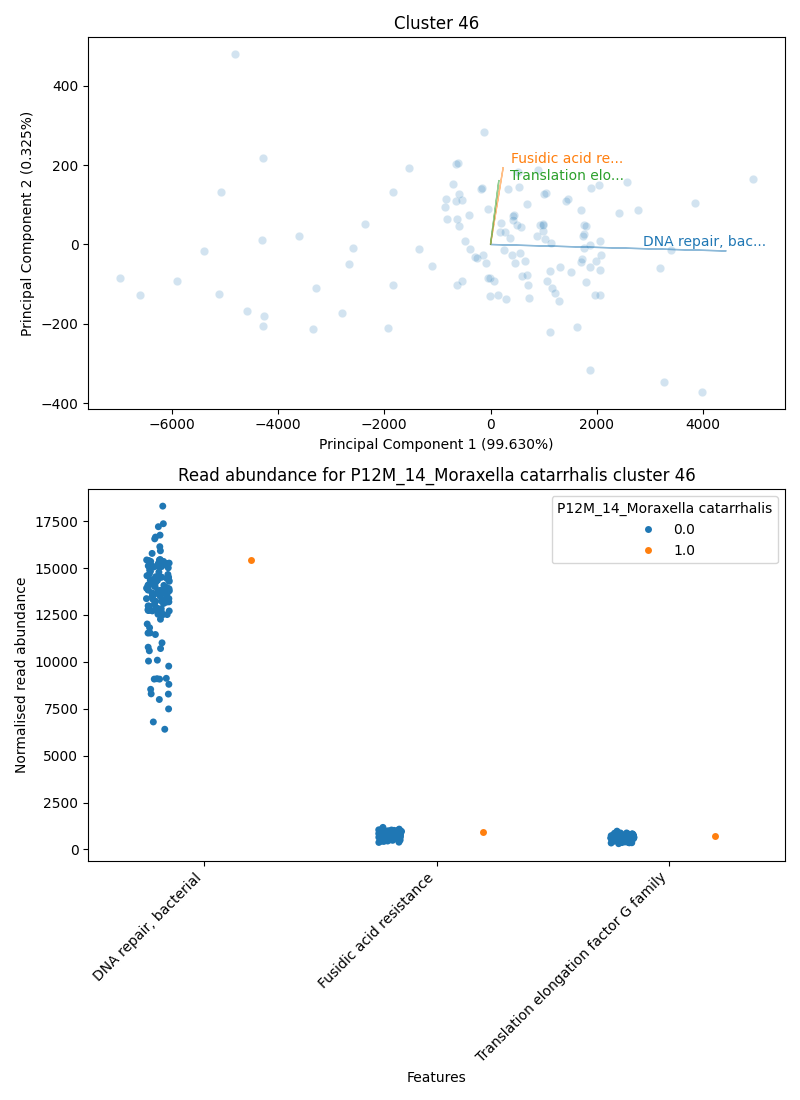 Cluster 46
Principal Component 2 (0.325%)
400
200
0
−200
−400
Fusidic acid re...
Translation elo...
DNA repair, bac...
−6000 −4000 −2000 0 2000 4000
Principal Component 1 (99.630%)
Read abundance for P12M_14_Moraxella catarrhalis cluster 46
Normalised read abundance
17500
15000
12500
10000
7500
5000
2500
0
P12M_14_Moraxella catarrhalis
0.0
1.0
DNA repair, bacterial
Fusidic acid resistance
Translation elongation factor G family
Features